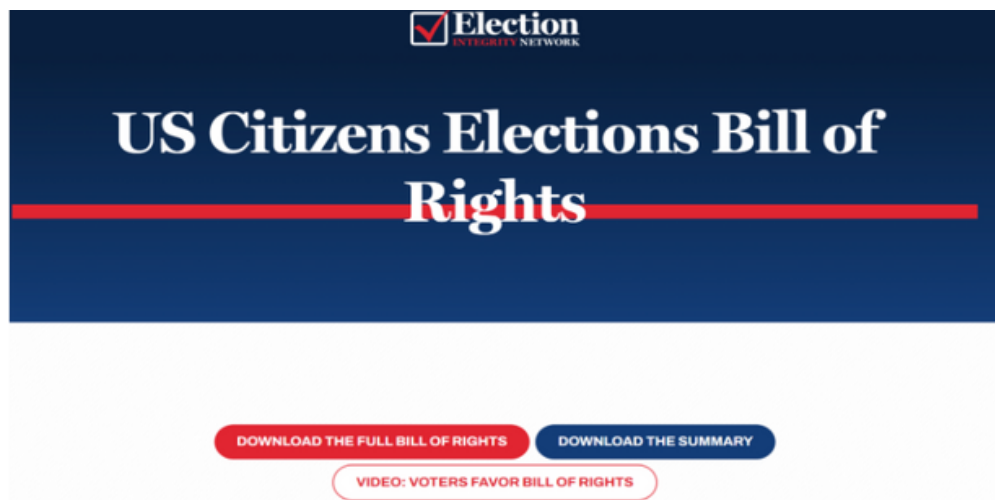 Election
INTEGRITY NETWORK
US Citizens Elections Bill of
Rights
DOWNLOAD THE FULL BILL OF RIGHTS
DOWNLOAD THE SUMMARY
VIDEO: VOTERS FAVOR BILL OF RIGHTS